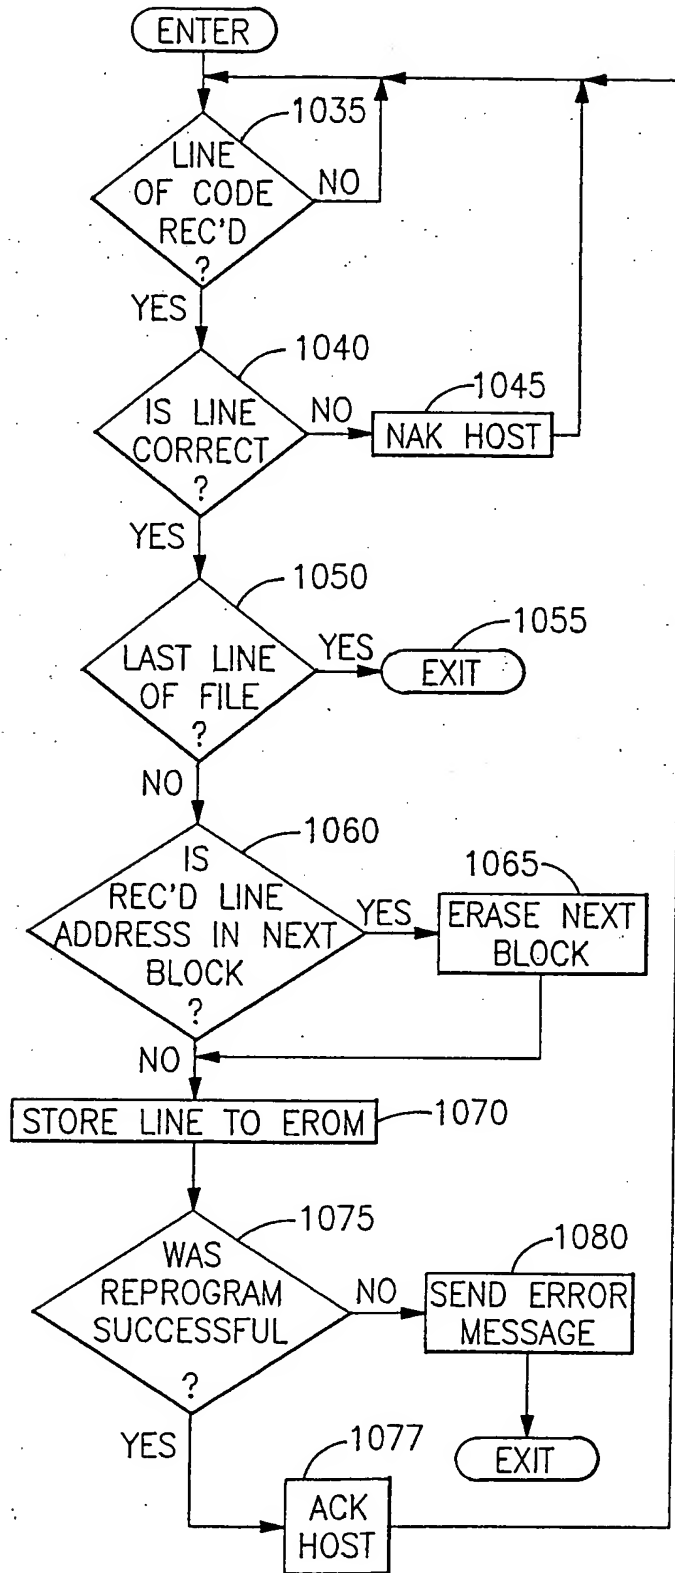 ENTER
1035
LINE
OF CODE
REC'D
?
NO
YES
1040
IS LINE
CORRECT
?
NO
1045
NAK HOST
YES
1050
LAST LINE
OF FILE
?
YES
1055
EXIT
NO
1060
IS
REC'D LINE
ADDRESS IN NEXT
BLOCK
?
YES
1065
ERASE NEXT
BLOCK
NO
STORE LINE TO EROM
1070
1075
WAS
REPROGRAM
SUCCESSFUL
?
NO
1080
SEND ERROR
MESSAGE
EXIT
YES
1077
ACK
HOST